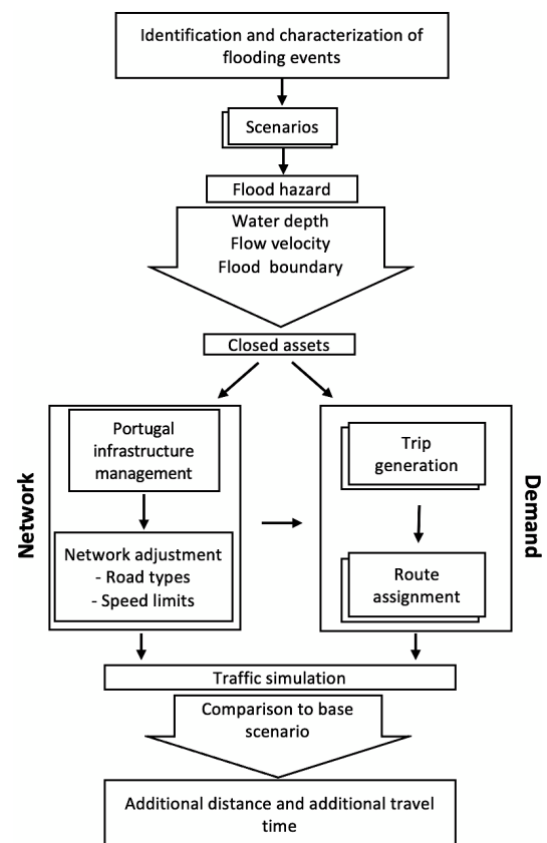 Identification and characterization of
flooding events
Scenarios
Flood hazard
Water depth
Flow velocity
Flood boundary
Closed assets
Network
Portugal
infrastructure
management
Network adjustment
- Road types
- Speed limits
Trip
generation
Route
assignment
Demand
Traffic simulation
Comparison to base
scenario
Additional distance and additional travel
time